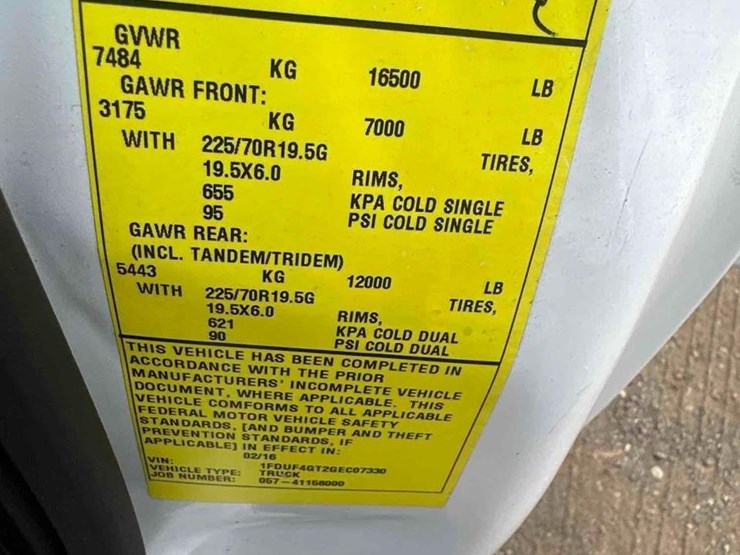 GVWR
7484 KG 16500 LB
GAWR FRONT:
3175 KG 7000 LB
WITH 225/70R19.5G TIRES,
19.5X6.0 RIMS,
655 KPA COLD SINGLE
95 PSI COLD SINGLE
GAWR REAR:
(INCL. TANDEM/TRIDEM)
5443 KG 12000 LB
WITH 225/70R19.5G TIRES,
19.5X6.0 RIMS,
621 KPA COLD DUAL
90 PSI COLD DUAL
THIS VEHICLE HAS BEEN COMPLETED IN
ACCORDANCE WITH THE PRIOR
MANUFACTURERS' INCOMPLETE VEHICLE
DOCUMENT, WHERE APPLICABLE. THIS
VEHICLE COMFORMS TO ALL APPLICABLE
FEDERAL MOTOR VEHICLE SAFETY
STANDARDS, [AND BUMPER AND THEFT
PREVENTION STANDARDS, IF
APPLICABLE] IN EFFECT IN:
02/16
VIN: 1FDUF4GT2GEC07330
VEHICLE TYPE: TRUCK
JOB NUMBER: 057-41158000